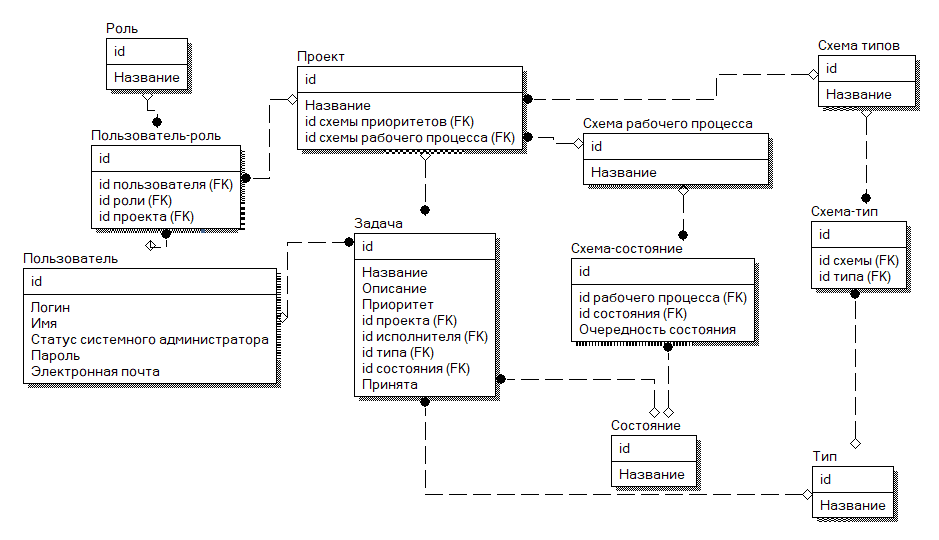 Роль
id
Название
Проект
id
Название
id схемы приоритетов (FK)
id схемы рабочего процесса (FK)
Схема типов
id
Название
Пользователь-роль
id
id пользователя (FK)
id роли (FK)
id проекта (FK)
Схема рабочего процесса
id
Название
Пользователь
id
Логин
Имя
Статус системного администратора
Пароль
Электронная почта
Задача
id
Название
Описание
Приоритет
id проекта (FK)
id исполнителя (FK)
id типа (FK)
id состояния (FK)
Принята
Схема-состояние
id
id рабочего процесса (FK)
id состояния (FK)
Очередность состояния
Схема-тип
id
id схемы (FK)
id типа (FK)
Состояние
id
Название
Тип
id
Название